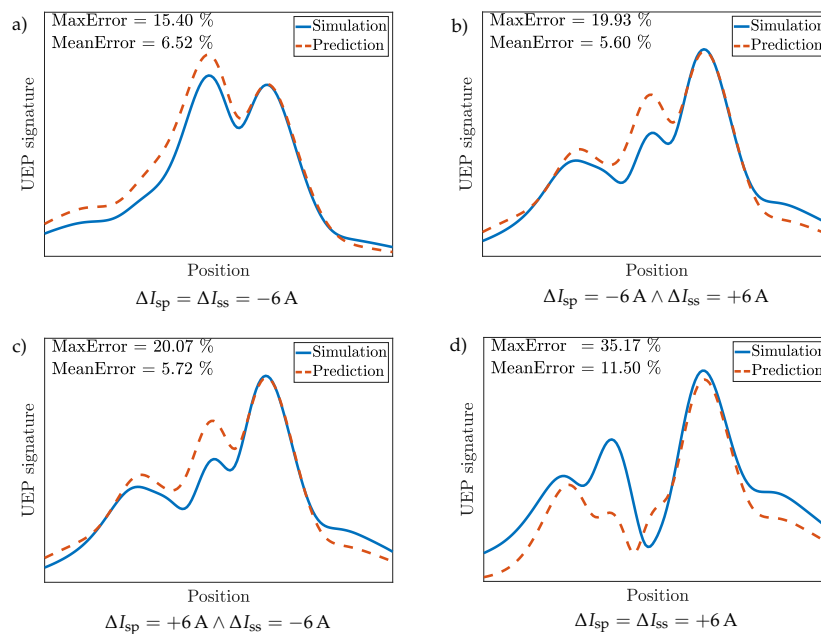 a)
MaxError = 15.40 %
MeanError = 6.52 %
Simulation
Prediction
UEP signature
Position
ΔI_sp = ΔI_ss = −6 A
b)
MaxError = 19.93 %
MeanError = 5.60 %
Simulation
Prediction
UEP signature
Position
ΔI_sp = −6 A ∧ ΔI_ss = +6 A
c)
MaxError = 20.07 %
MeanError = 5.72 %
Simulation
Prediction
UEP signature
Position
ΔI_sp = +6 A ∧ ΔI_ss = −6 A
d)
MaxError = 35.17 %
MeanError = 11.50 %
Simulation
Prediction
UEP signature
Position
ΔI_sp = ΔI_ss = +6 A